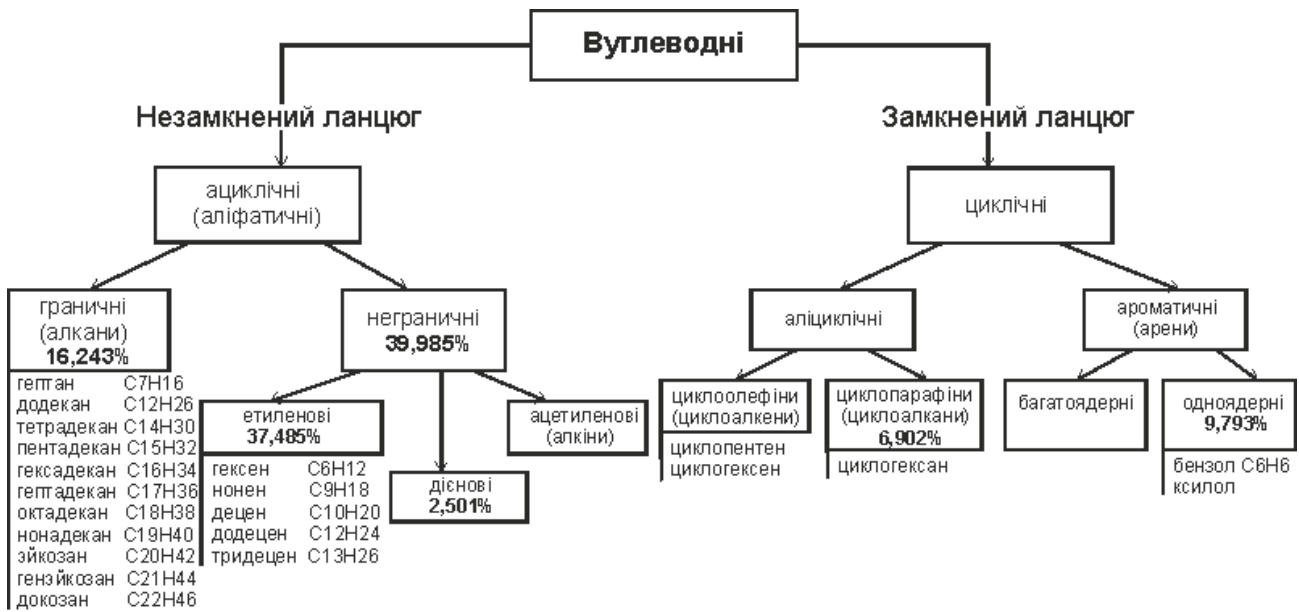 Вуглеводні
Незамкнений ланцюг
Замкнений ланцюг
ациклічні
(аліфатичні)
циклічні
граничні
(алкани)
16,243%
неграничні
39,985%
аліциклічні
ароматичні
(арени)
гептан C7H16
додекан C12H26
тетрадекан C14H30
пентадекан C15H32
гексадекан C16H34
гептадекан C17H36
октадекан C18H38
нонадекан C19H40
эйкозан C20H42
генэйкозан C21H44
докозан C22H46
етиленові
37,485%
гексен C6H12
нонен C9H18
децен C10H20
додецен C12H24
тридецен C13H26
дієнові
2,501%
ацетиленові
(алкіни)
циклоолефіни
(циклоалкени)
циклопентен
циклогексен
циклопарафіни
(циклоалкани)
6,902%
циклогексан
багатоядерні
одноядерні
9,793%
бензол C6H6
ксилол